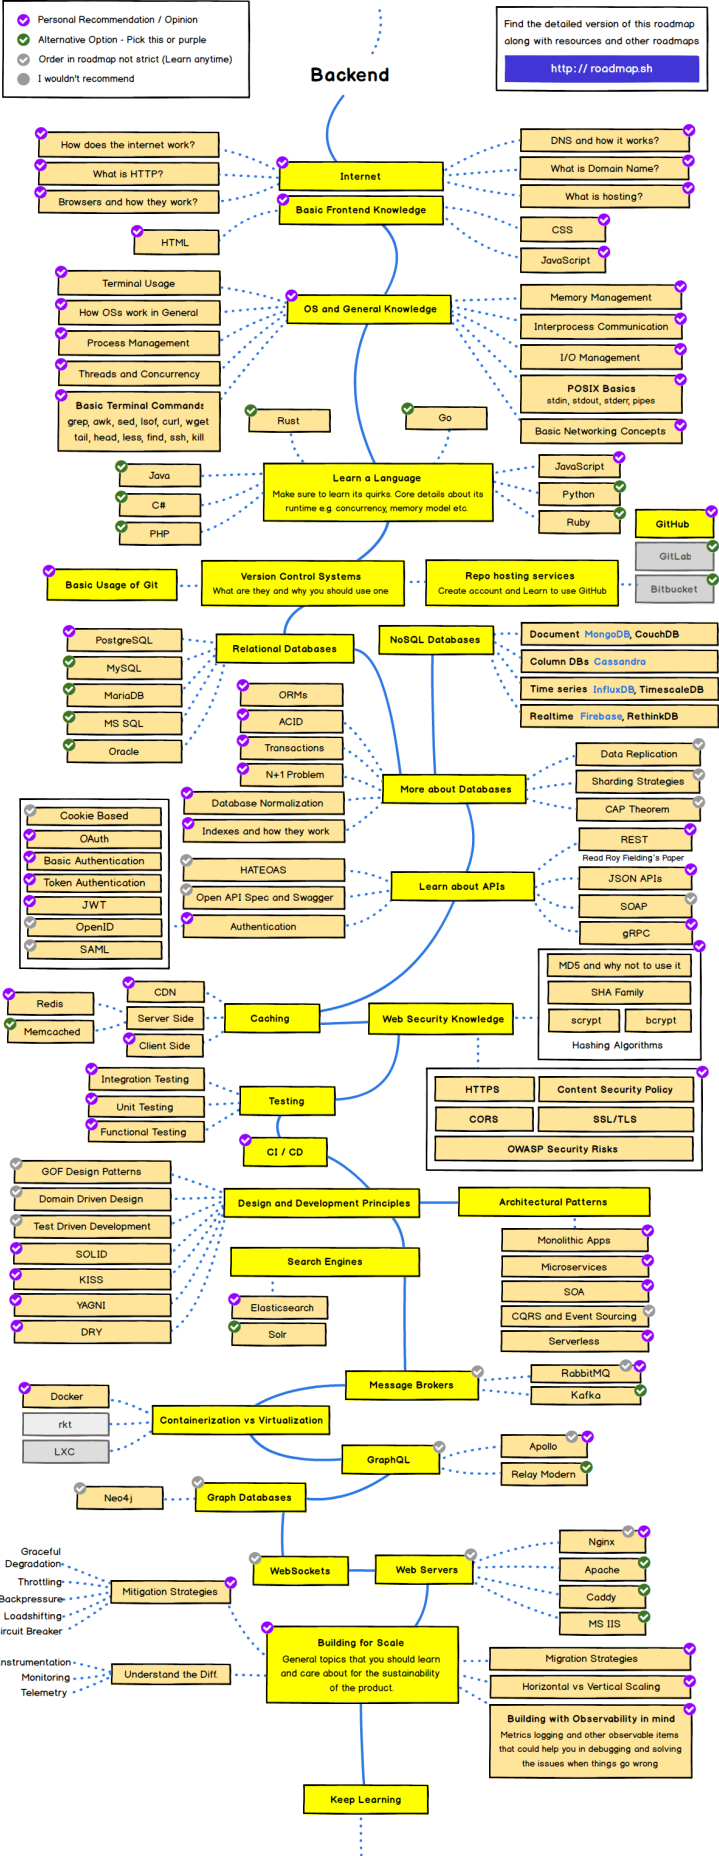 Personal Recommendation / Opinion
Alternative Option - Pick this or purple
Order in roadmap not strict (Learn anytime)
I wouldn't recommend
Find the detailed version of this roadmap
along with resources and other roadmaps
http:// roadmap.sh
Backend
How does the internet work?
What is HTTP?
Browsers and how they work?
Internet
DNS and how it works?
What is Domain Name?
What is hosting?
Basic Frontend Knowledge
HTML
CSS
JavaScript
Terminal Usage
How OSs work in General
Process Management
Threads and Concurrency
Basic Terminal Commands
grep, awk, sed, lsof, curl, wget
tail, head, less, find, ssh, kill
OS and General Knowledge
Memory Management
Interprocess Communication
I/O Management
POSIX Basics
stdin, stdout, stderr, pipes
Basic Networking Concepts
Rust
Go
Java
C#
PHP
Learn a Language
Make sure to learn its quirks. Core details about its
runtime e.g. concurrency, memory model etc.
JavaScript
Python
Ruby
GitHub
GitLab
Bitbucket
Basic Usage of Git
Version Control Systems
What are they and why you should use one
Repo hosting services
Create account and Learn to use GitHub
PostgreSQL
MySQL
MariaDB
MS SQL
Oracle
Relational Databases
NoSQL Databases
Document MongoDB, CouchDB
Column DBs Cassandra
Time series InfluxDB, TimescaleDB
Realtime Firebase, RethinkDB
ORMs
ACID
Transactions
N+1 Problem
Database Normalization
Indexes and how they work
More about Databases
Data Replication
Sharding Strategies
CAP Theorem
Cookie Based
OAuth
Basic Authentication
Token Authentication
JWT
OpenID
SAML
HATEOAS
Open API Spec and Swagger
Authentication
Learn about APIs
REST
Read Roy Fielding's Paper
JSON APIs
SOAP
gRPC
MD5 and why not to use it
SHA Family
scrypt
bcrypt
Hashing Algorithms
Redis
Memcached
CDN
Server Side
Client Side
Caching
Web Security Knowledge
HTTPS
Content Security Policy
CORS
SSL/TLS
OWASP Security Risks
Integration Testing
Unit Testing
Functional Testing
Testing
CI / CD
GOF Design Patterns
Domain Driven Design
Test Driven Development
SOLID
KISS
YAGNI
DRY
Design and Development Principles
Architectural Patterns
Monolithic Apps
Microservices
SOA
CQRS and Event Sourcing
Serverless
Search Engines
Elasticsearch
Solr
Message Brokers
RabbitMQ
Kafka
Docker
rkt
LXC
Containerization vs Virtualization
GraphQL
Apollo
Relay Modern
Neo4j
Graph Databases
WebSockets
Web Servers
Nginx
Apache
Caddy
MS IIS
Graceful
Degradation
Throttling
Backpressure
Loadshifting
ircuit Breaker
Mitigation Strategies
nstrumentation
Monitoring
Telemetry
Understand the Diff.
Building for Scale
General topics that you should learn
and care about for the sustainability
of the product.
Migration Strategies
Horizontal vs Vertical Scaling
Building with Observability in mind
Metrics logging and other observable items
that could help you in debugging and solving
the issues when things go wrong
Keep Learning